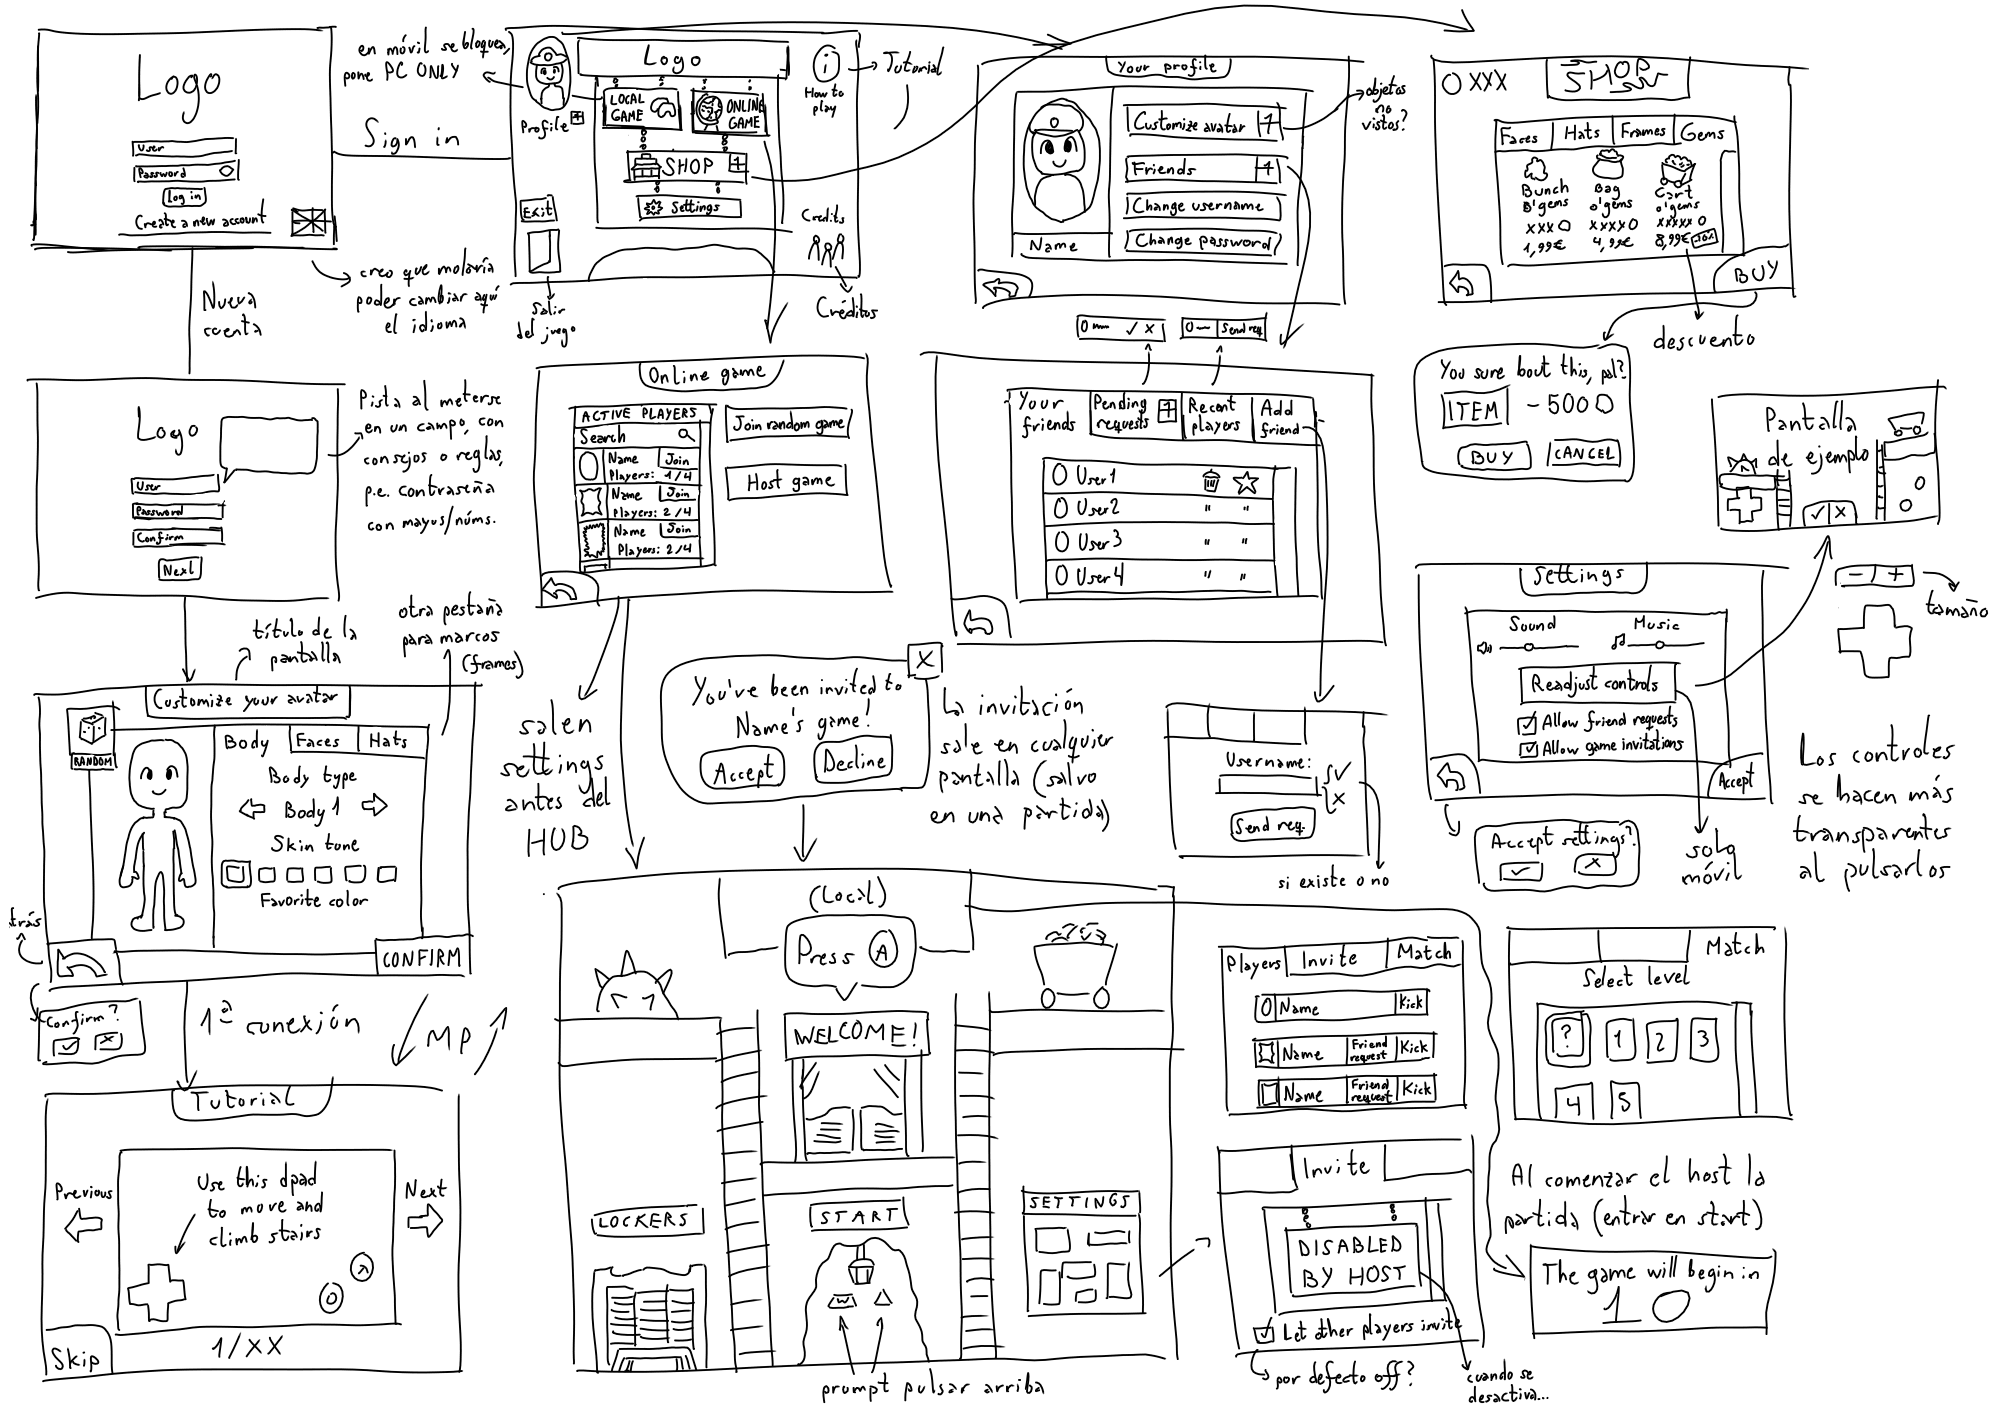 Logo
User
Password
Log in
Create a new account
Sign in
creo que molaría
poder cambiar aquí
el idioma
Nueva
cuenta
en móvil se bloquea,
pone PC ONLY
Profile
Logo
LOCAL
GAME
ONLINE
GAME
SHOP
Settings
How to
play
Tutorial
Exit
Salir
del juego
Credits
Créditos
Your profile
Customize avatar
Friends
Change username
Change password
Name
objetos
no
vistos?
XXX
SHOP
Faces
Hats
Frames
Gems
Bunch
o'gems
XXX
1,99€
Bag
o'gems
XXXX
4,99€
Cart
o'gems
XXXXX
8,99€
BUY
descuento
You sure bout this, pal?
ITEM
-500
BUY
CANCEL
Pantalla
de ejemplo
Logo
User
Password
Confirm
Next
Pista al meterse
en un campo, con
consejos o reglas,
p.e. contraseña
con mayus/núms.
Online game
ACTIVE PLAYERS
Search
Name
Join
Players: 1/4
Name
Join
Players: 2/4
Name
Join
Players: 2/4
Join random game
Host game
Send req
Your
friends
Pending
requests
Recent
players
Add
friend
User1
User2
" "
User3
" "
User4
" "
Settings
Sound
Music
Readjust controls
Allow friend requests
Allow game invitations
Accept
tamaño
Accept settings?
solo
móvil
Los controles
se hacen más
transparentes
al pulsarlos
título de la
pantalla
otra pestaña
para marcos
(frames)
Customize your avatar
RANDOM
Body
Faces
Hats
Body type
Body 1
Skin tone
Favorite color
CONFIRM
atrás
Confirm?
1ª conexión
MP
salen
settings
antes del
HUB
X
You've been invited to
Name's game!
Accept
Decline
La invitación
sale en cualquier
pantalla (salvo
en una partida)
Username:
Send req.
si existe o no
Tutorial
Previous
Use this dpad
to move and
climb stairs
Next
Skip
1/XX
(Local)
Press A
WELCOME!
LOCKERS
START
SETTINGS
prompt pulsar arriba
Players
Invite
Match
Name
Kick
Name
Friend
request
Kick
Name
Friend
request
Kick
Match
Select level
?
1
2
3
4
5
Invite
DISABLED
BY HOST
Let other players invite
por defecto off?
cuando se
desactiva...
Al comenzar el host la
partida (entrar en start)
The game will begin in
10